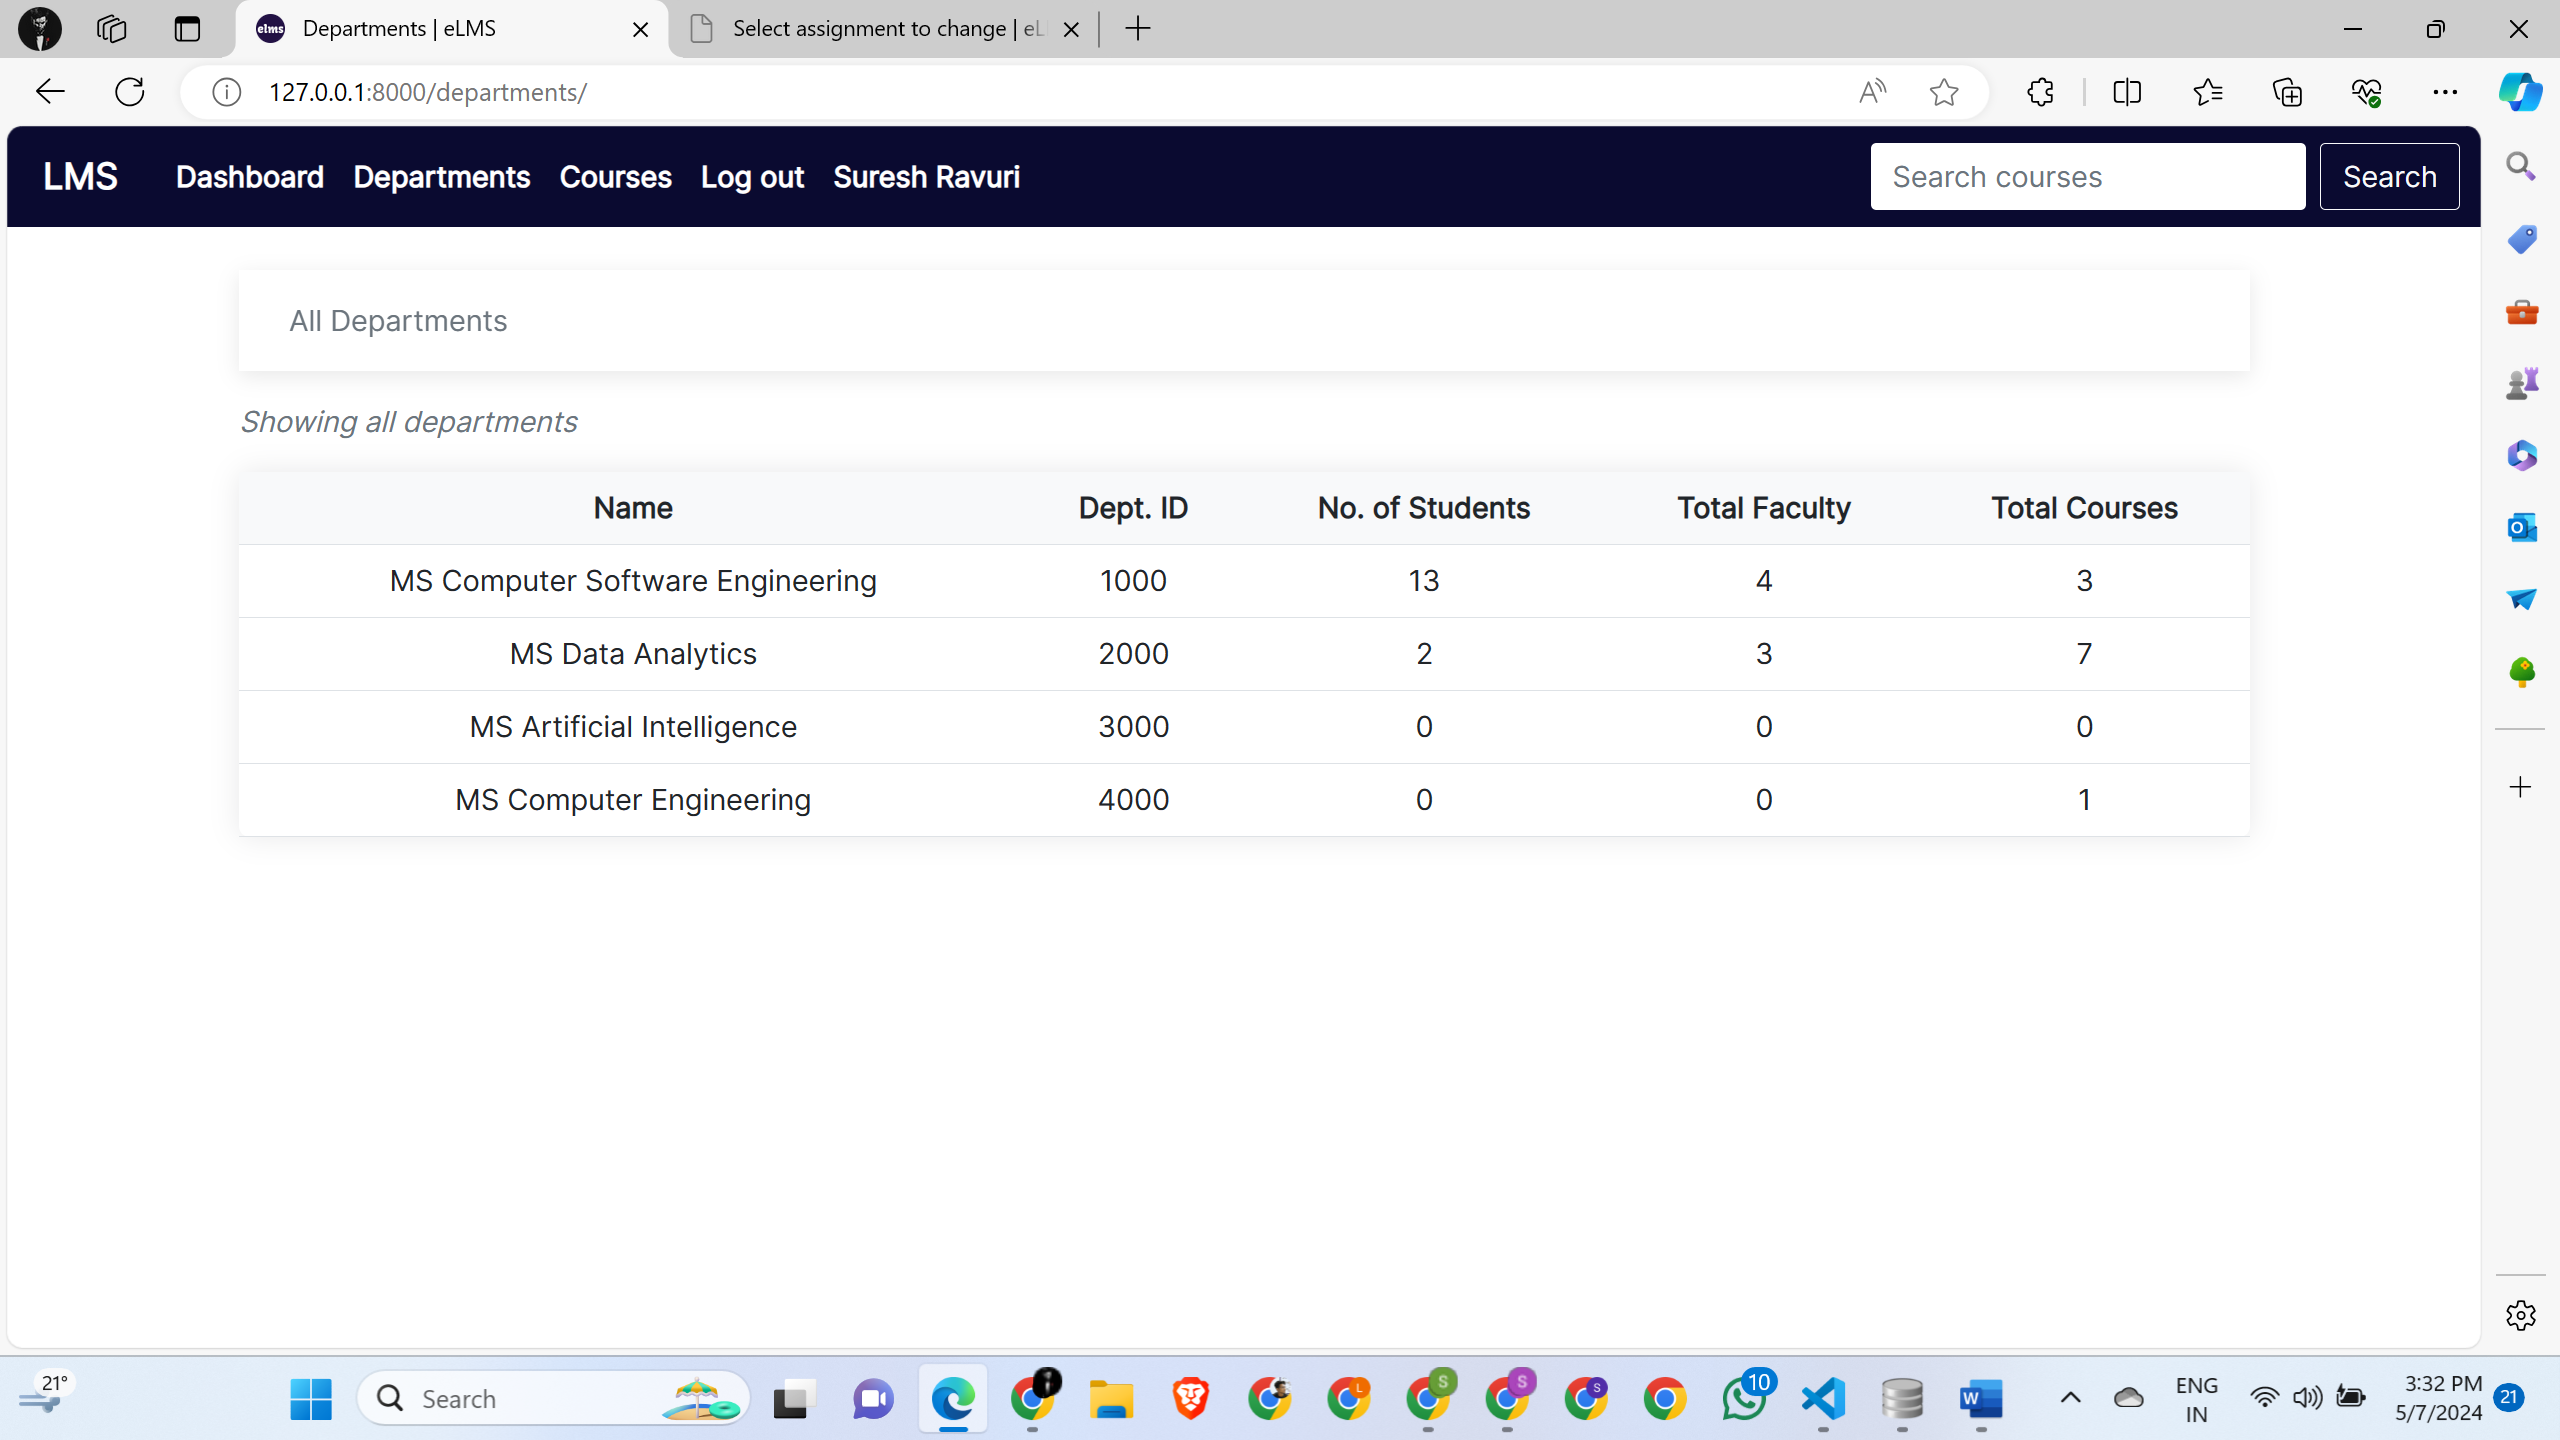 elms Departments | eLMS Select assignment to change | eL
127.0.0.1:8000/departments/
LMS Dashboard Departments Courses Log out Suresh Ravuri Search courses Search
All Departments
Showing all departments
Name Dept. ID No. of Students Total Faculty Total Courses
MS Computer Software Engineering 1000 13 4 3
MS Data Analytics 2000 2 3 7
MS Artificial Intelligence 3000 0 0 0
MS Computer Engineering 4000 0 0 1
21° Search L S S S 10 W ENG 3:32 PM 21
IN 5/7/2024